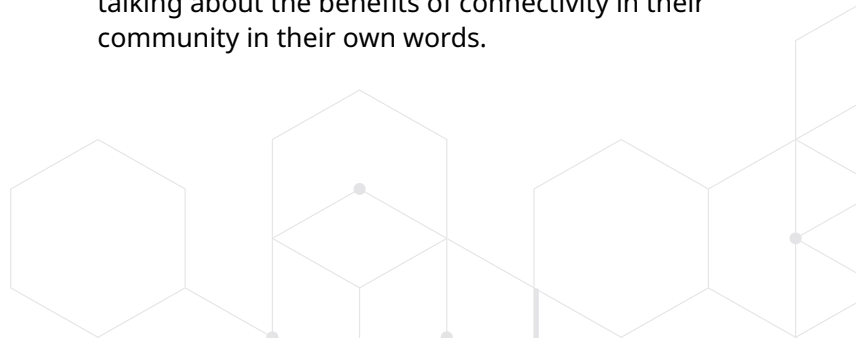 talking about the benefits of connectivity in their
community in their own words.